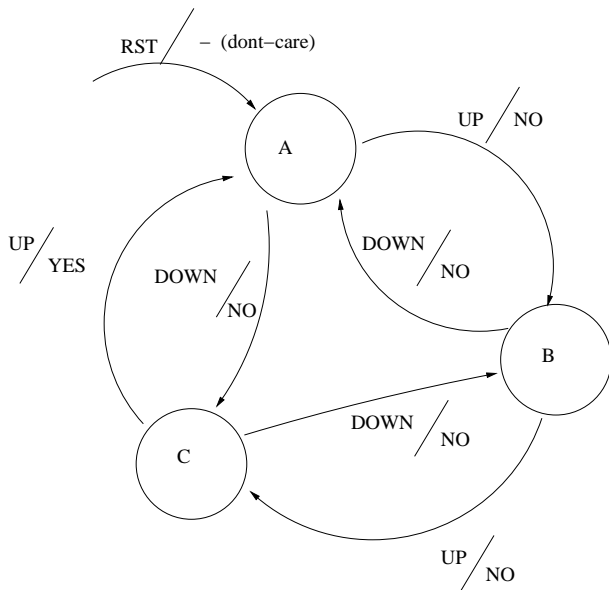 RST / – (dont–care)
A
UP / NO
UP / YES
DOWN / NO
DOWN / NO
B
DOWN / NO
C
UP / NO